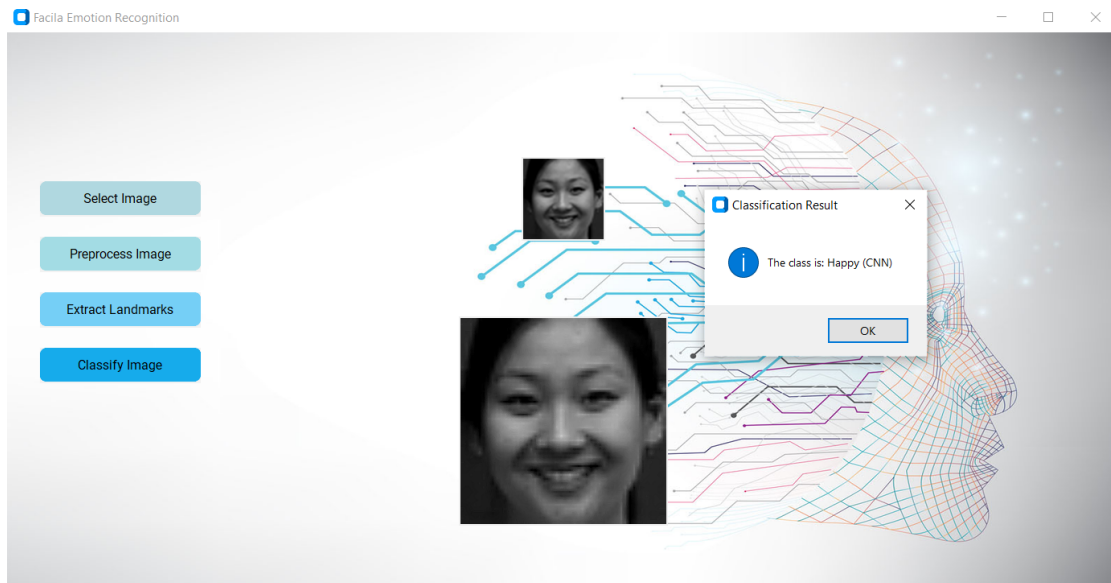 Facila Emotion Recognition
Select Image
Preprocess Image
Extract Landmarks
Classify Image
Classification Result
The class is: Happy (CNN)
OK